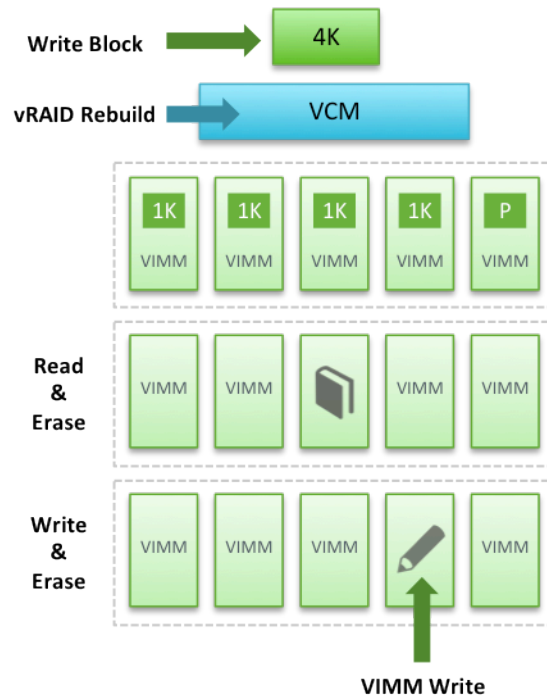 Write Block
4K
vRAID Rebuild
VCM
1K 1K 1K 1K P
VIMM VIMM VIMM VIMM VIMM
Read
&
Erase
VIMM VIMM VIMM VIMM
Write
&
Erase
VIMM VIMM VIMM VIMM
VIMM Write